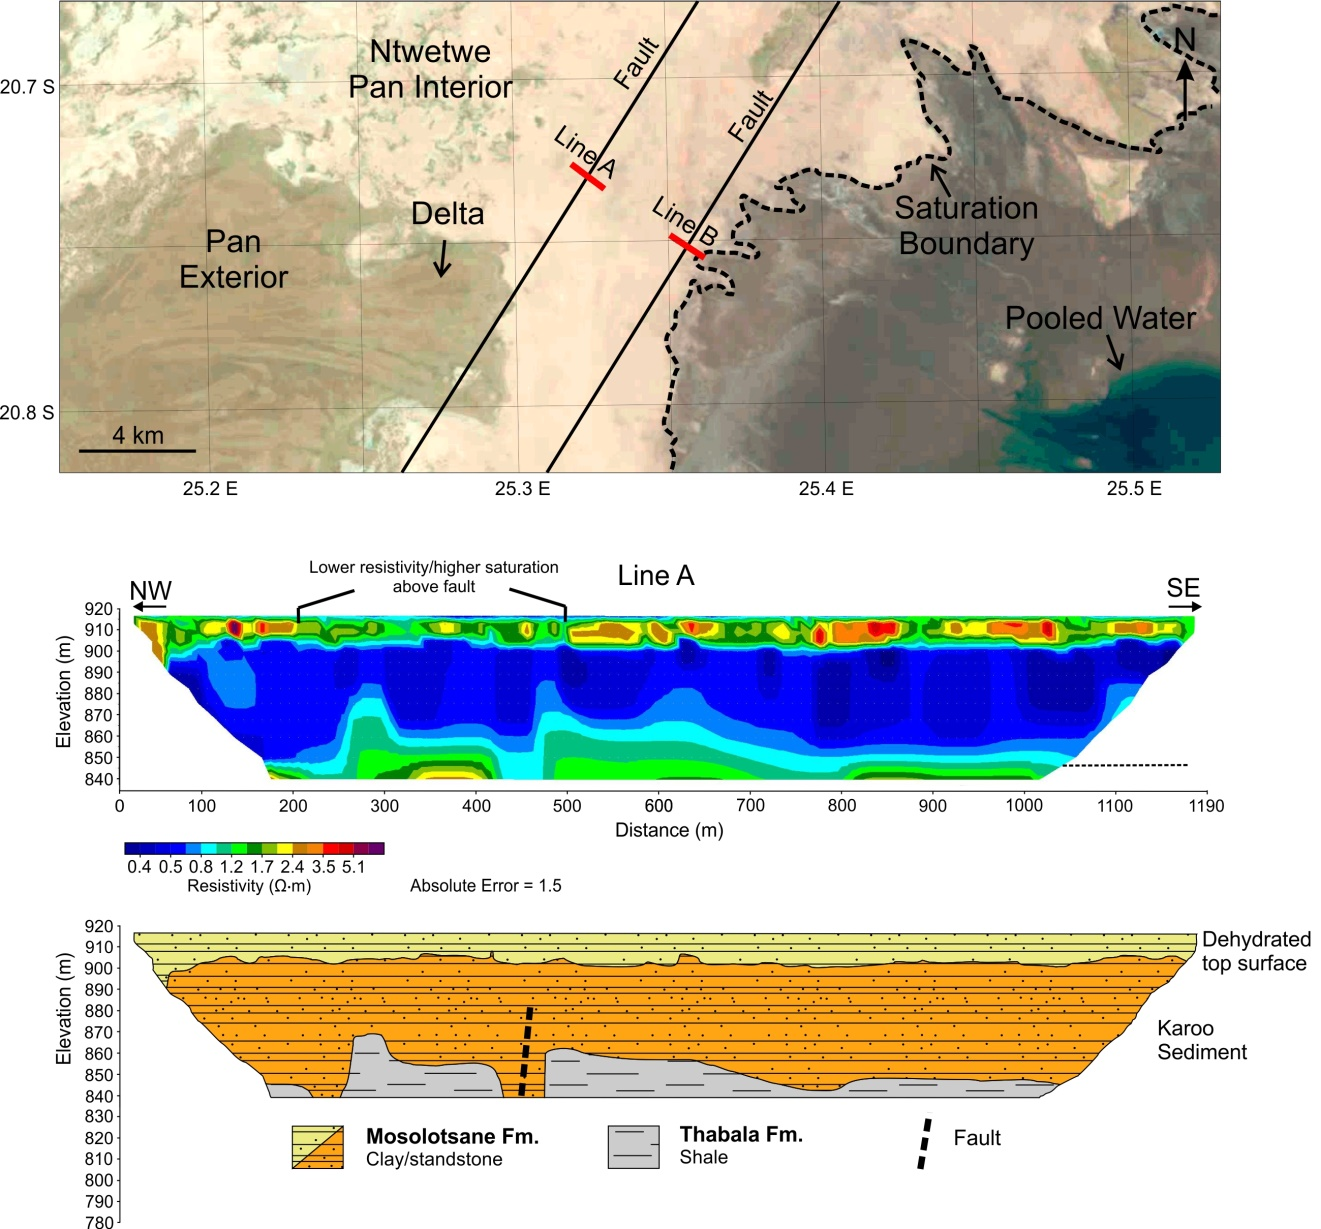 Ntwetwe
Pan Interior
Fault
Fault
N
20.7 S
Line A
Line B
Delta
Pan
Exterior
Saturation
Boundary
Pooled Water
20.8 S
4 km
25.2 E
25.3 E
25.4 E
25.5 E
Lower resistivity/higher saturation
above fault
Line A
NW
SE
Elevation (m)
920
910
900
890
880
870
860
850
840
0 100 200 300 400 500 600 700 800 900 1000 1100 1190
Distance (m)
0.4 0.5 0.8 1.2 1.7 2.4 3.5 5.1
Resistivity (Ω·m)
Absolute Error = 1.5
Elevation (m)
920
910
900
890
880
870
860
850
840
830
820
810
800
790
780
Dehydrated
top surface
Karoo
Sediment
Mosolotsane Fm.
Clay/standstone
Thabala Fm.
Shale
Fault